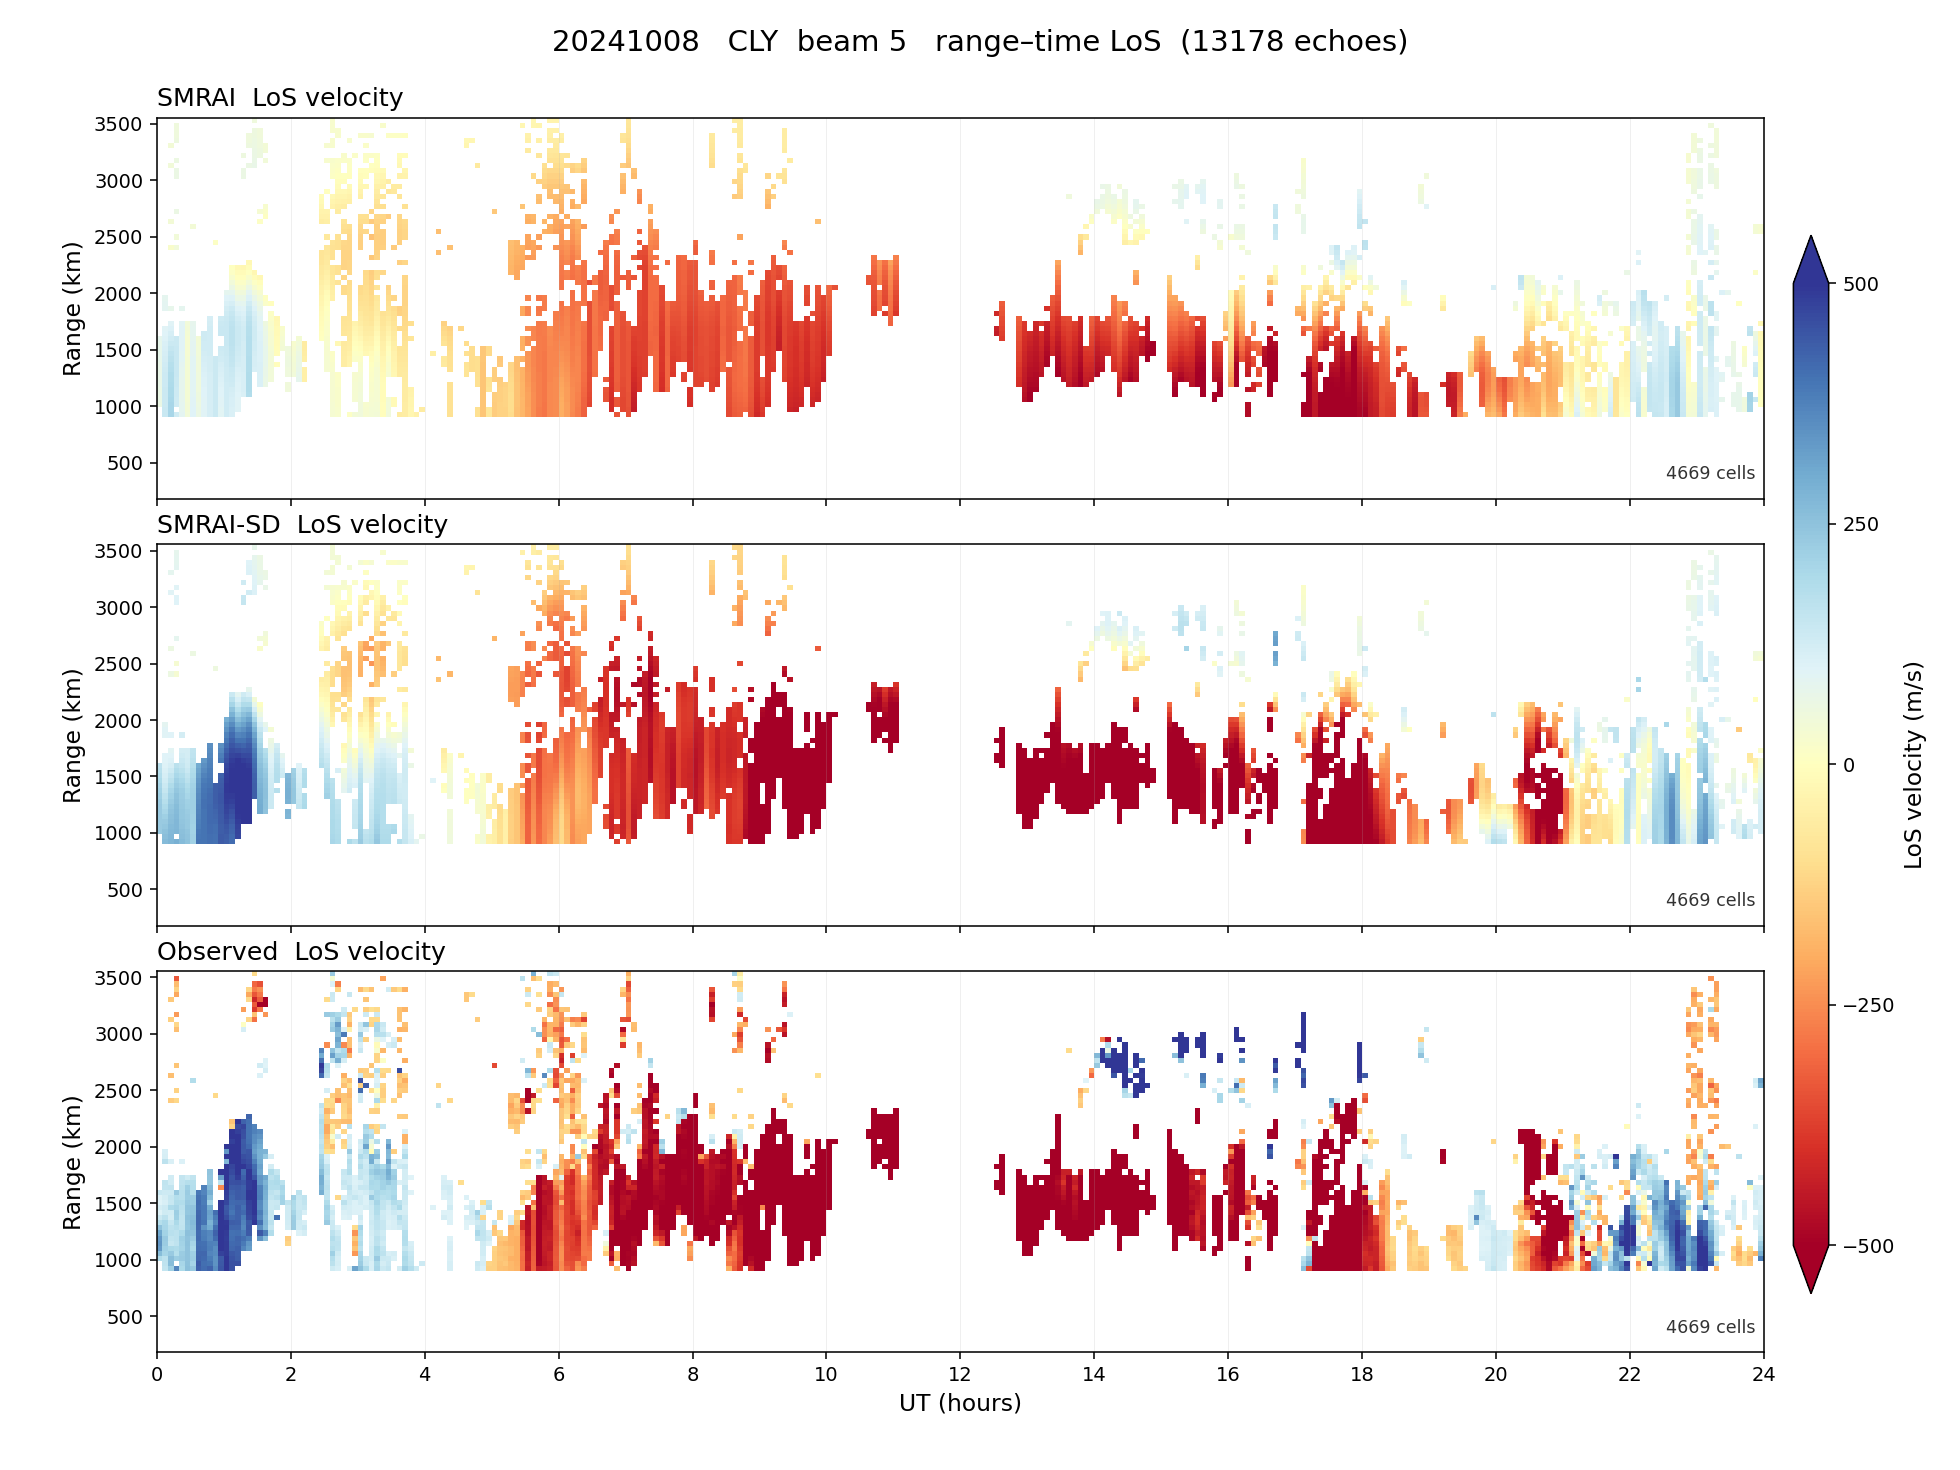 20241008   CLY  beam 5   range–time LoS  (13178 echoes)
SMRAI  LoS velocity
3500
3000
2500
2000
1500
1000
500
Range (km)
4669 cells
SMRAI-SD  LoS velocity
3500
3000
2500
2000
1500
1000
500
Range (km)
4669 cells
Observed  LoS velocity
3500
3000
2500
2000
1500
1000
500
Range (km)
4669 cells
0 2 4 6 8 10 12 14 16 18 20 22 24
UT (hours)
500
250
0
−250
−500
LoS velocity (m/s)